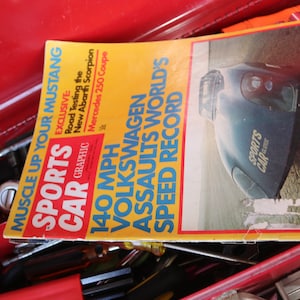 MUSCLE UP YOUR MUSTANG
EXCLUSIVE:
Road Testing the
New Abarth Scorpion
Mercedes 250 Coupe
SPORTS
CAR GRAPHIC
140 MPH
VOLKSWAGEN
ASSAULTS WORLD'S
SPEED RECORD
SPORTS
CAR